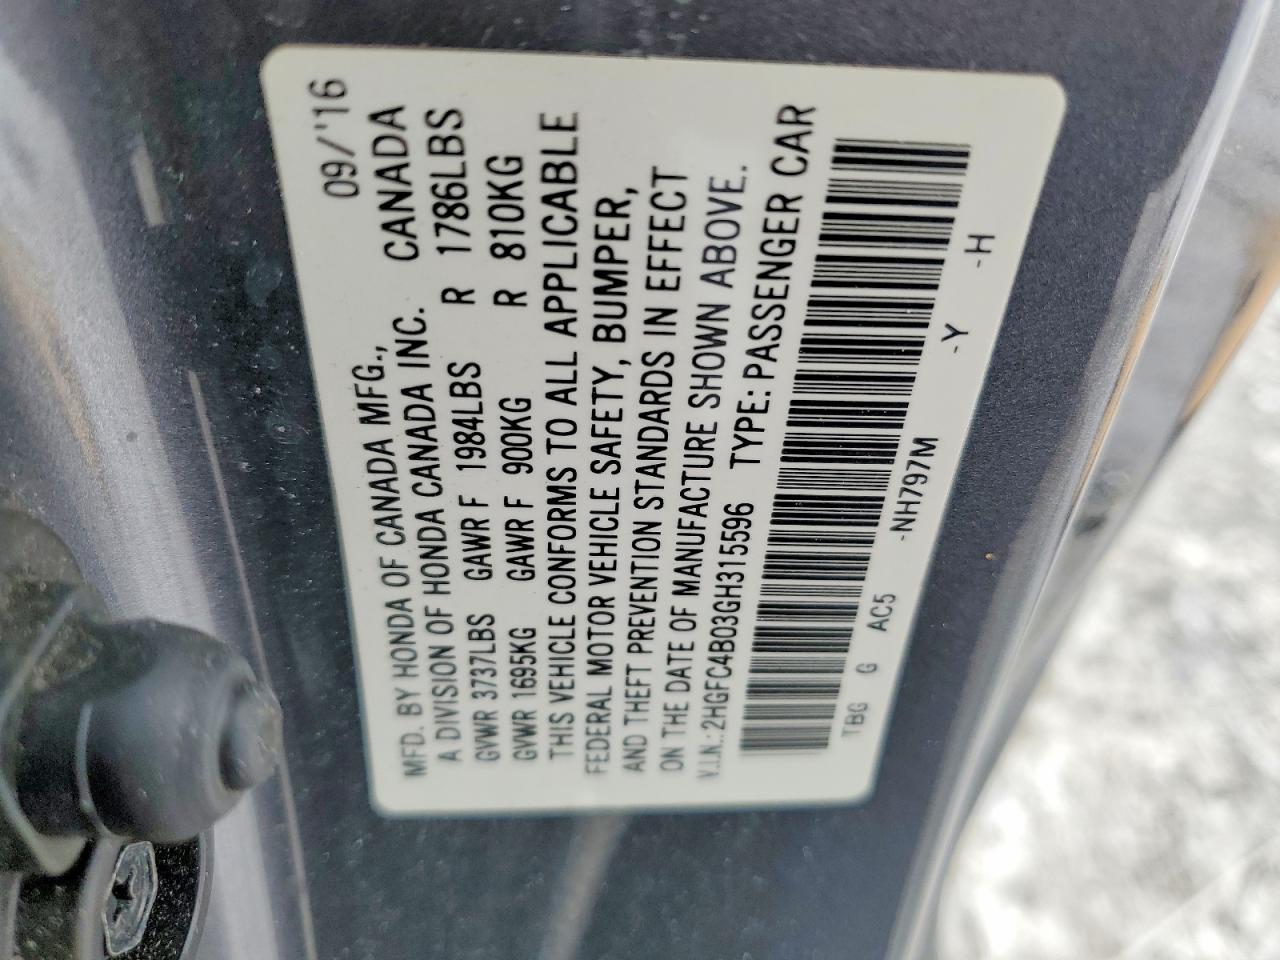 09/'16
MFD. BY HONDA OF CANADA MFG., CANADA
A DIVISION OF HONDA CANADA INC.
GVWR 3737LBS GAWR F 1984LBS R 1786LBS
GVWR 1695KG GAWR F 900KG R 810KG
THIS VEHICLE CONFORMS TO ALL APPLICABLE
FEDERAL MOTOR VEHICLE SAFETY, BUMPER,
AND THEFT PREVENTION STANDARDS IN EFFECT
ON THE DATE OF MANUFACTURE SHOWN ABOVE.
V.I.N.:2HGFC4B03GH315596 TYPE: PASSENGER CAR
TBG -NH797M -H
G -Y
AC5